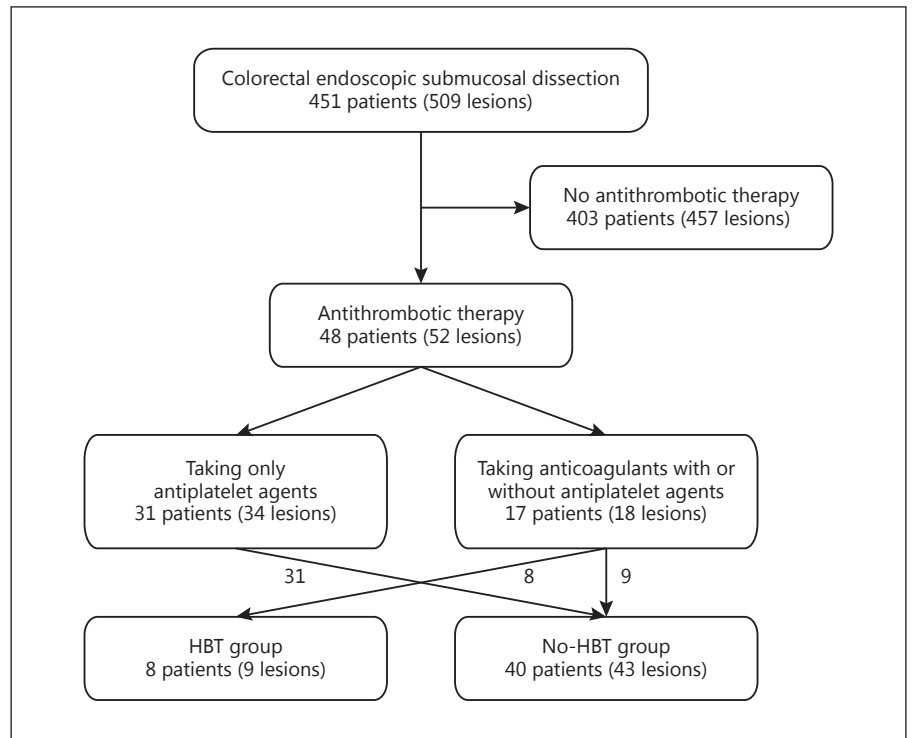 Colorectal endoscopic submucosal dissection
451 patients (509 lesions)
No antithrombotic therapy
403 patients (457 lesions)
Antithrombotic therapy
48 patients (52 lesions)
Taking only
antiplatelet agents
31 patients (34 lesions)
Taking anticoagulants with or
without antiplatelet agents
17 patients (18 lesions)
31
8
9
HBT group
8 patients (9 lesions)
No-HBT group
40 patients (43 lesions)